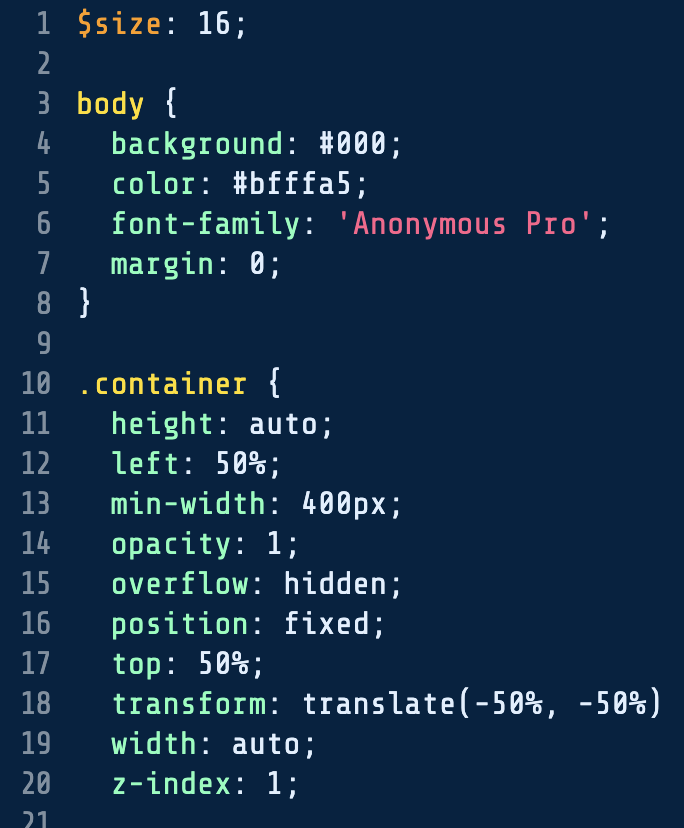 1 $size: 16;
2
3 body {
4   background: #000;
5   color: #bfffa5;
6   font-family: 'Anonymous Pro';
7   margin: 0;
8 }
9
10 .container {
11   height: auto;
12   left: 50%;
13   min-width: 400px;
14   opacity: 1;
15   overflow: hidden;
16   position: fixed;
17   top: 50%;
18   transform: translate(-50%, -50%)
19   width: auto;
20   z-index: 1;
21